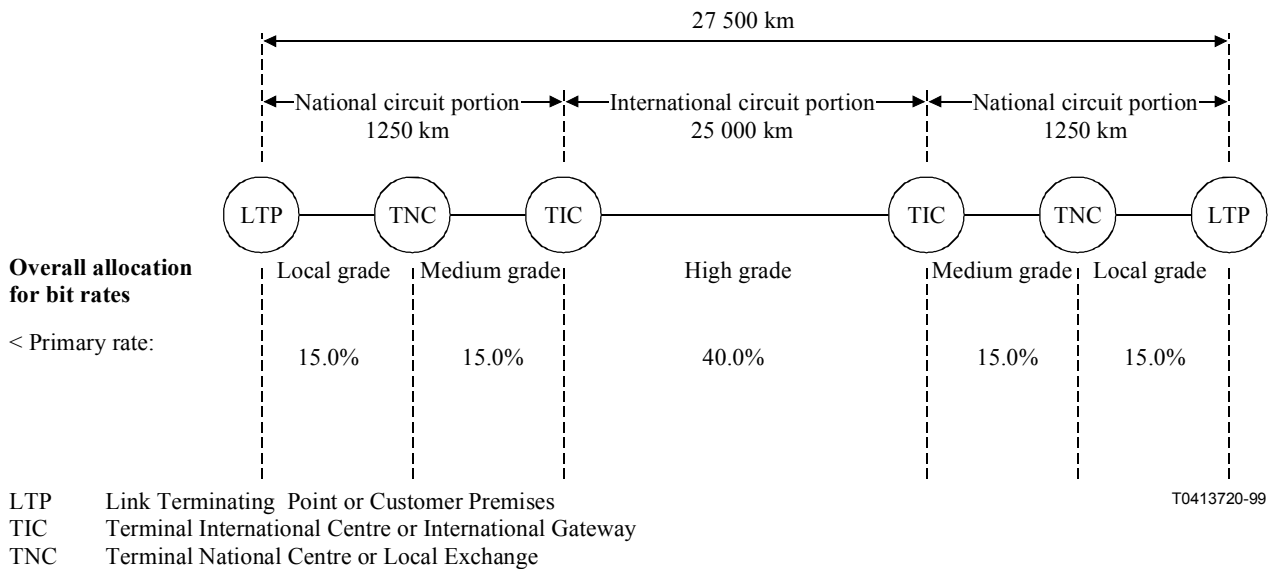 27 500 km
National circuit portion International circuit portion National circuit portion
1250 km 25 000 km 1250 km
LTP TNC TIC TIC TNC LTP
Overall allocation
for bit rates
Local grade Medium grade High grade Medium grade Local grade
< Primary rate:
15.0% 15.0% 40.0% 15.0% 15.0%
LTP Link Terminating Point or Customer Premises
T0413720-99
TIC Terminal International Centre or International Gateway
TNC Terminal National Centre or Local Exchange